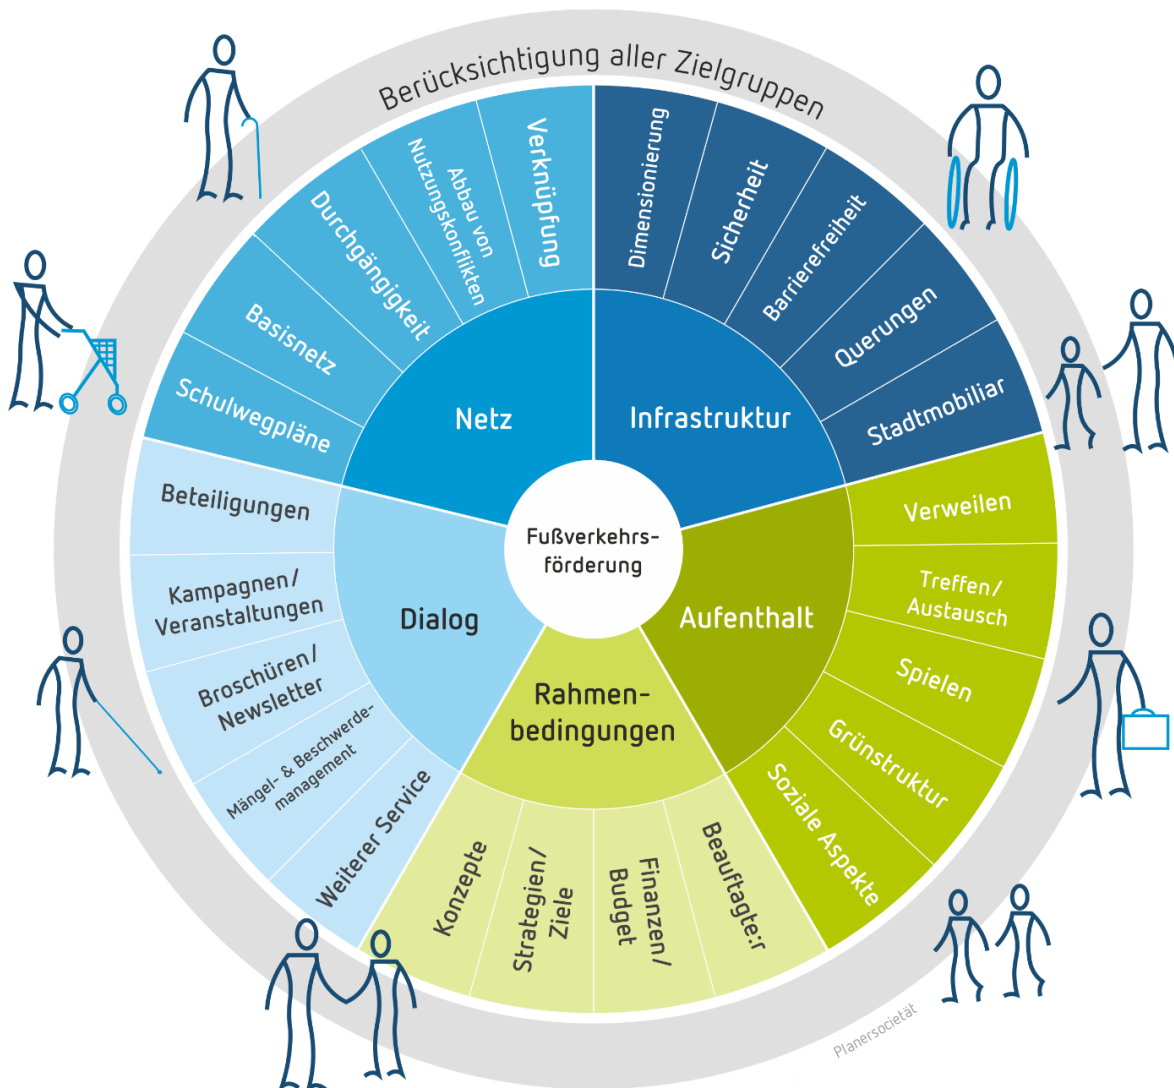 Berücksichtigung aller Zielgruppen
Fußverkehrs-
förderung
Netz
Schulwegpläne
Basisnetz
Durchgängigkeit
Abbau von
Nutzungskonflikten
Verknüpfung
Infrastruktur
Dimensionierung
Sicherheit
Barrierefreiheit
Querungen
Stadtmobiliar
Aufenthalt
Verweilen
Treffen/
Austausch
Spielen
Grünstruktur
Soziale Aspekte
Rahmen-
bedingungen
Beauftagte:r
Finanzen/
Budget
Strategien/
Ziele
Konzepte
Dialog
Weiterer Service
Mängel- & Beschwerde-
management
Broschüren/
Newsletter
Kampagnen/
Veranstaltungen
Beteiligungen
Planersocietät